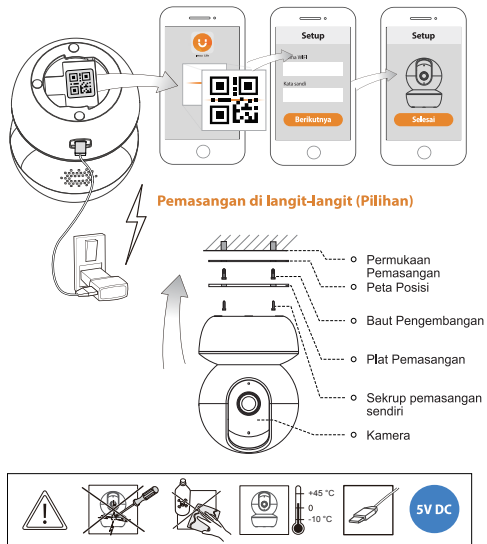 Setup
Setup
WIFI
Kata sandi
Berikutnya
Selesai
Pemasangan di langit-langit (Pilihan)
Permukaan
Pemasangan
Peta Posisi
Baut Pengembangan
Plat Pemasangan
Sekrup pemasangan
sendiri
Kamera
+45 °C
0
-10 °C
5V DC